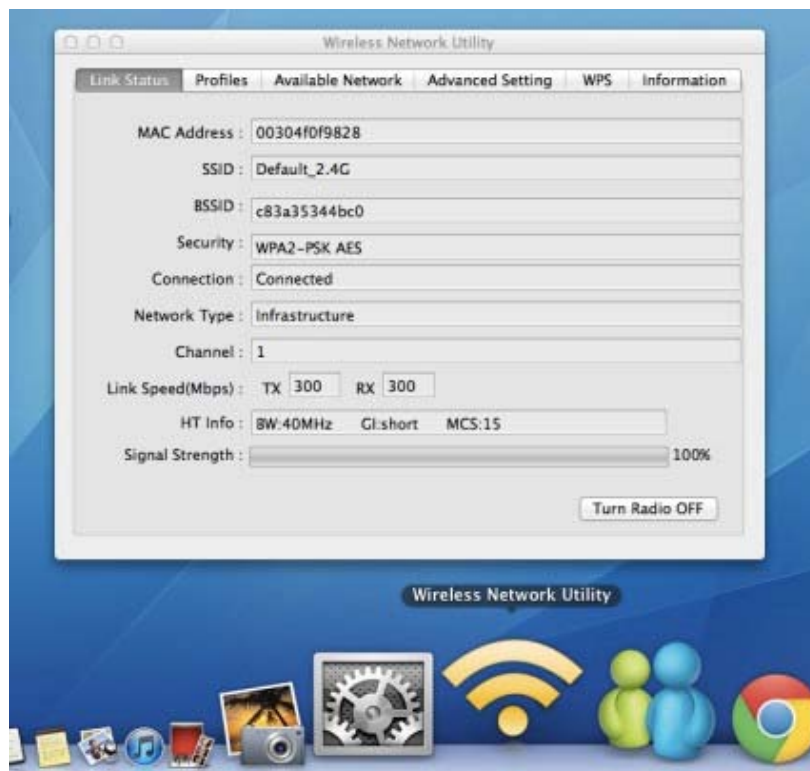 Wireless Network Utility
Link Status Profiles Available Network Advanced Setting WPS Information
MAC Address : 00304f0f9828
SSID : Default_2.4G
BSSID : c83a35344bc0
Security : WPA2-PSK AES
Connection : Connected
Network Type : Infrastructure
Channel : 1
Link Speed(Mbps) : TX 300 RX 300
HT Info : BW:40MHz GI:short MCS:15
Signal Strength : 100%
Turn Radio OFF
Wireless Network Utility